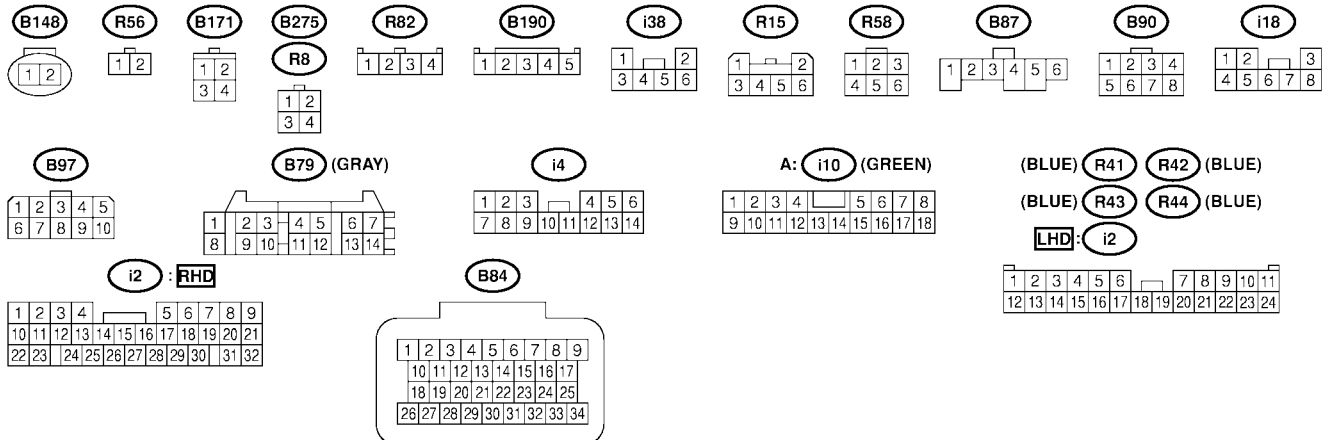 B148 R56 B171 B275 R82 B190 i38 R15 R58 B87 B90 i18
R8
1 2
1 2
1 2
3 4
1 2
3 4
1 2 3 4
1 2 3 4 5
1 2
3 4 5 6
1 2
3 4 5 6
1 2 3
4 5 6
1 2 3 4 5 6
1 2 3 4
5 6 7 8
1 2 3
4 5 6 7 8
B97 B79 (GRAY) i4 A: i10 (GREEN) (BLUE) R41 R42 (BLUE)
(BLUE) R43 R44 (BLUE)
LHD : i2
1 2 3 4 5
6 7 8 9 10
1 2 3 4 5 6 7
8 9 10 11 12 13 14
1 2 3 4 5 6
7 8 9 10 11 12 13 14
1 2 3 4 5 6 7 8
9 10 11 12 13 14 15 16 17 18
1 2 3 4 5 6 7 8 9 10 11
12 13 14 15 16 17 18 19 20 21 22 23 24
i2 : RHD B84
1 2 3 4 5 6 7 8 9
10 11 12 13 14 15 16 17 18 19 20 21
22 23 24 25 26 27 28 29 30 31 32
1 2 3 4 5 6 7 8 9
10 11 12 13 14 15 16 17
18 19 20 21 22 23 24 25
26 27 28 29 30 31 32 33 34